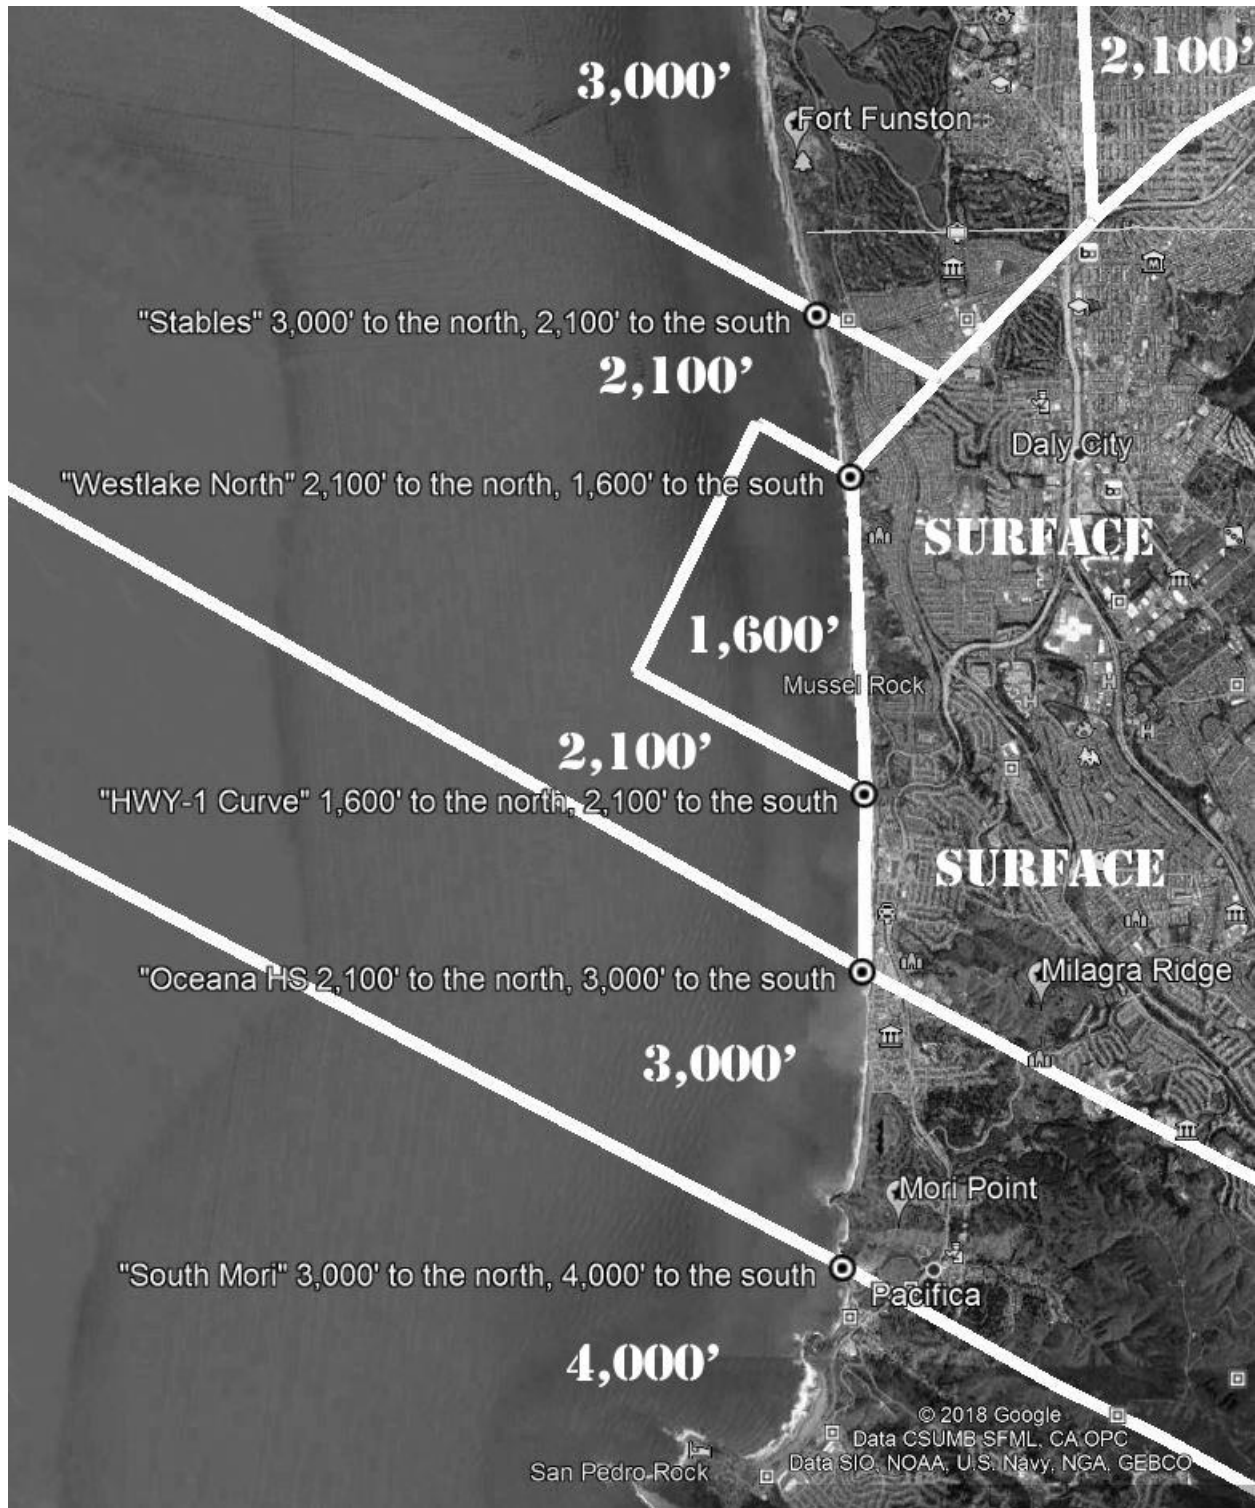 2,100'
3,000'
Fort Funston
"Stables" 3,000' to the north, 2,100' to the south
2,100'
Daly City
"Westlake North" 2,100' to the north, 1,600' to the south
SURFACE
1,600'
Mussel Rock
H
H
H
2,100'
"HWY-1 Curve" 1,600' to the north, 2,100' to the south
SURFACE
"Oceana HS 2,100' to the north, 3,000' to the south
Milagra Ridge
3,000'
Mori Point
"South Mori" 3,000' to the north, 4,000' to the south
Pacifica
4,000'
© 2018 Google
Data CSUMB SFML, CA OPC
Data SIO, NOAA, U.S. Navy, NGA, GEBCO
San Pedro Rock